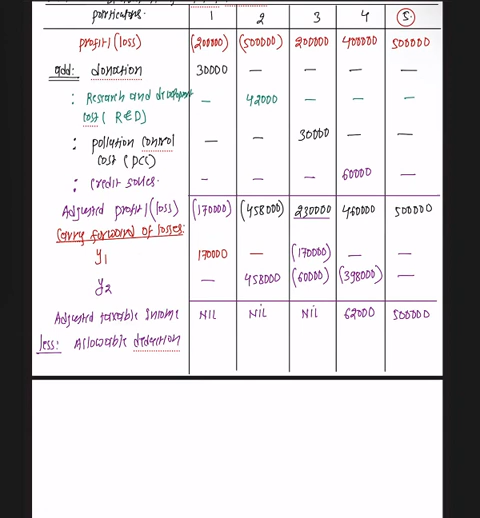 particulars. 1 2 3 4 5
profit/(loss) (200000) (500000) 200000 400000 500000
add: donation 30000 — — — —
: Research and development — 42000 — — —
cost ( R&D)
: pollation control — — 30000 — —
cost (PCC)
: credit sales — — — 60000 —
Adjusted profit/(loss) (170000) (458000) 230000 460000 500000
carry forward of losses:
Y1 170000 — (170000) — —
Y2 — 458000 (60000) (398000) —
Adjusted taxable Income NIL NIL NIL 62000 500000
less: Allowable deduction